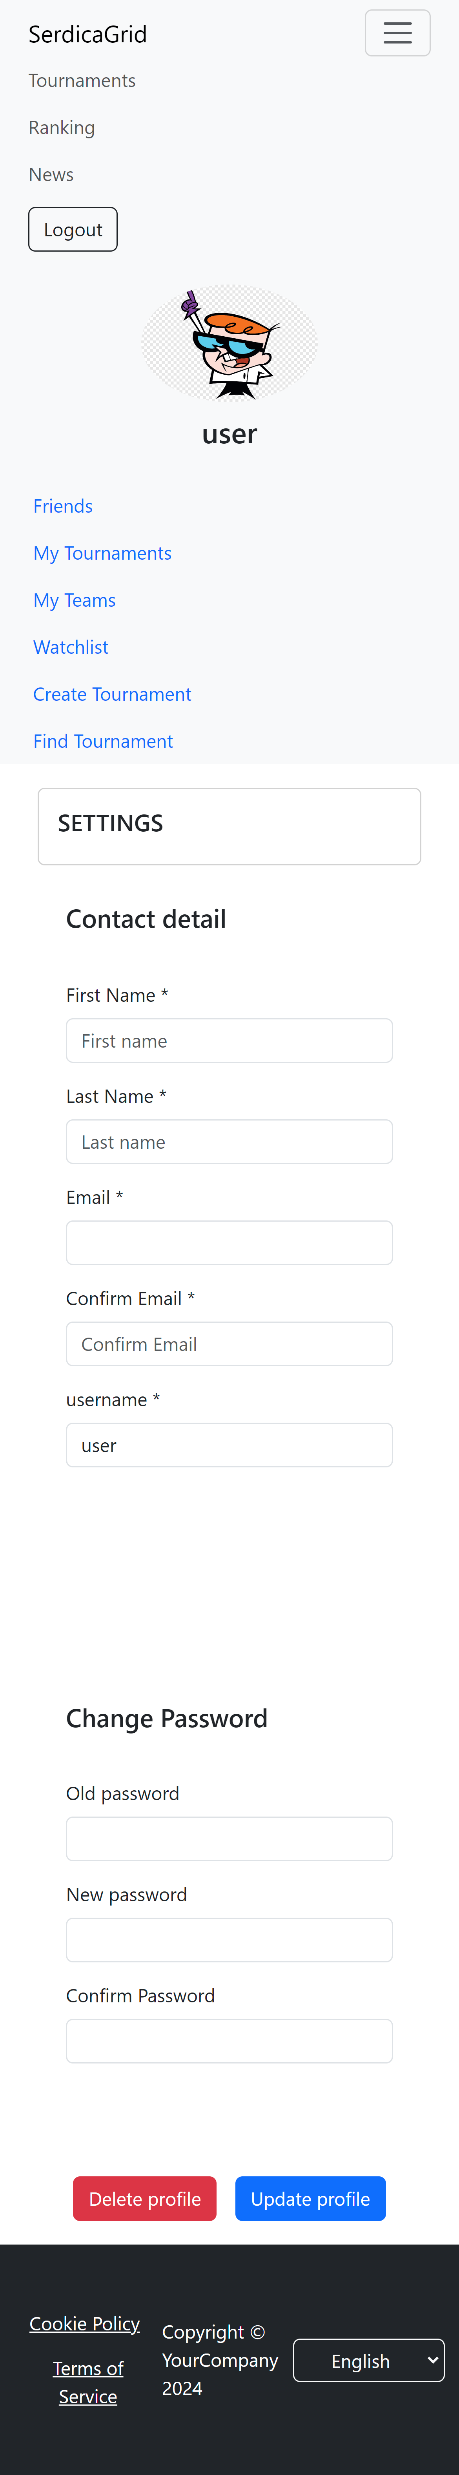 SerdicaGrid
Tournaments
Ranking
News
Logout
user
Friends
My Tournaments
My Teams
Watchlist
Create Tournament
Find Tournament
SETTINGS
Contact detail
First Name *
First name
Last Name *
Last name
Email *
Confirm Email *
Confirm Email
username *
user
Change Password
Old password
New password
Confirm Password
Delete profile
Update profile
Cookie Policy
Terms of
Service
Copyright ©
YourCompany
2024
English